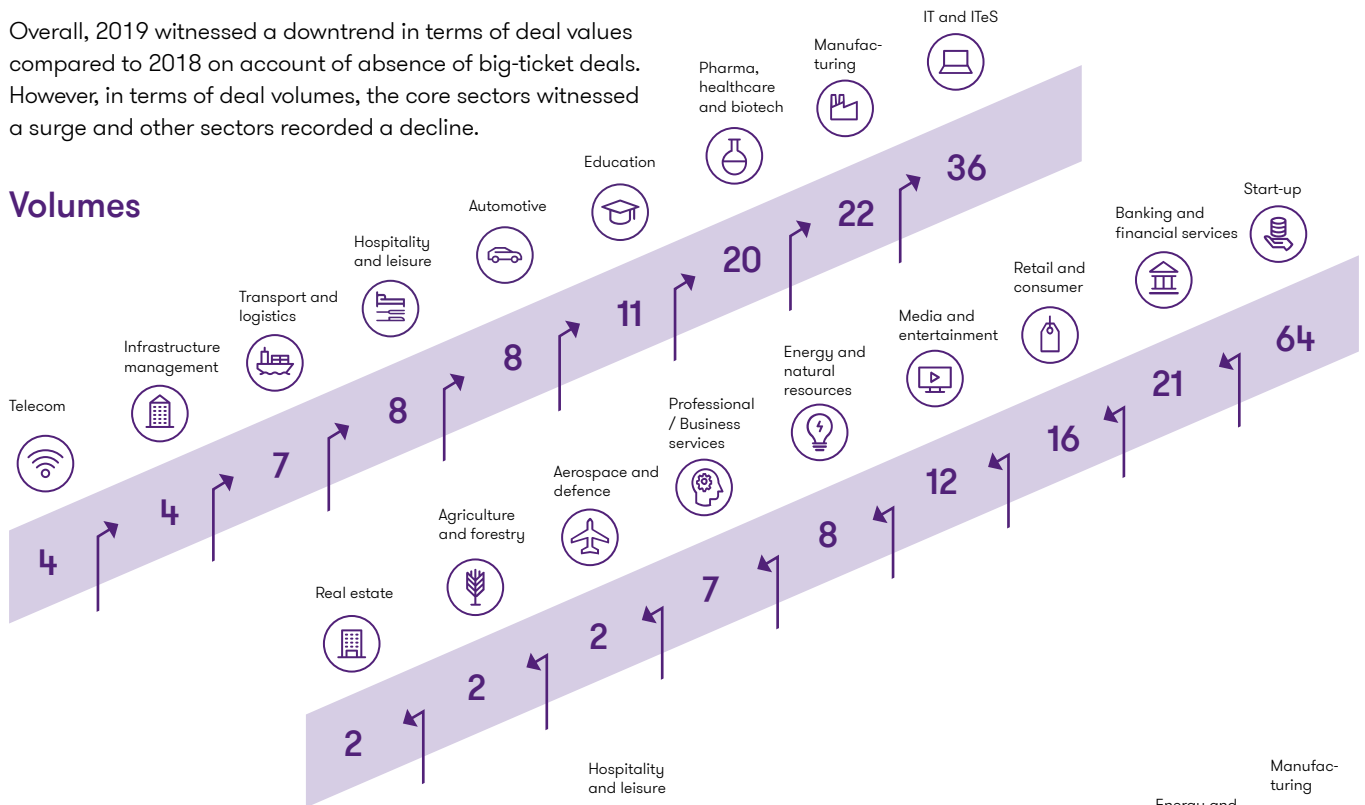 Overall, 2019 witnessed a downtrend in terms of deal values
compared to 2018 on account of absence of big-ticket deals.
However, in terms of deal volumes, the core sectors witnessed
a surge and other sectors recorded a decline.
Volumes
Telecom
4
Infrastructure
management
4
Transport and
logistics
7
Hospitality
and leisure
8
Automotive
8
Education
11
Pharma,
healthcare
and biotech
20
Manufac-
turing
22
IT and ITeS
36
Real estate
2
Agriculture
and forestry
2
Aerospace and
defence
2
Professional
/ Business
services
7
Energy and
natural
resources
8
Media and
entertainment
12
Retail and
consumer
16
Banking and
financial services
21
Start-up
64
Hospitality
and leisure
Manufac-
turing
Energy and